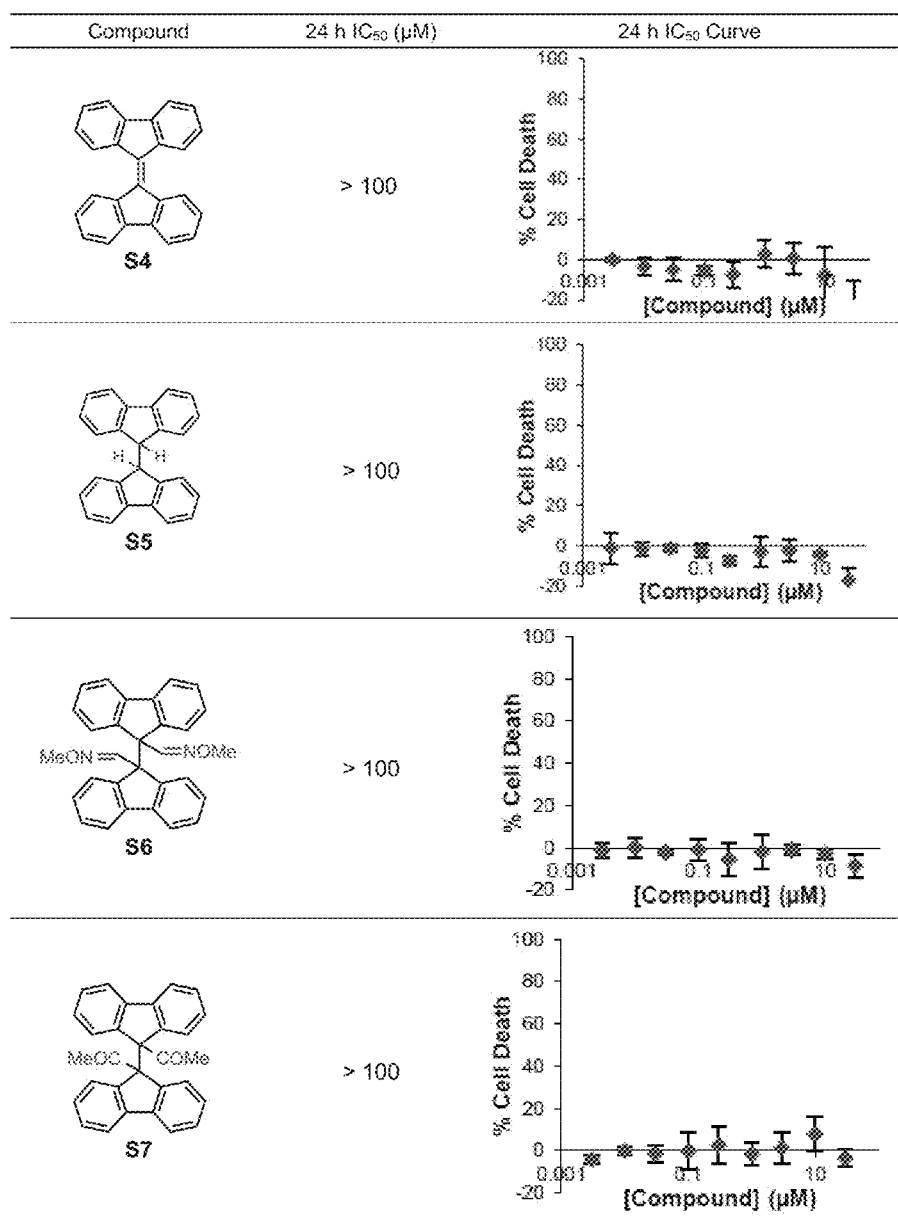 Compound 24 h IC₅₀ (µM) 24 h IC₅₀ Curve
100
80
60
40
20
0
-20
0.001
% Cell Death
[Compound] (µM)
S4
> 100
100
80
60
40
20
0
-20
0.001 0.1 10
% Cell Death
[Compound] (µM)
H H
S5
> 100
100
80
60
40
20
0
-20
0.001 0.1 10
% Cell Death
[Compound] (µM)
MeON NOMe
S6
> 100
100
80
60
40
20
0
-20
0.001 0.1 10
% Cell Death
[Compound] (µM)
MeOC COMe
S7
> 100